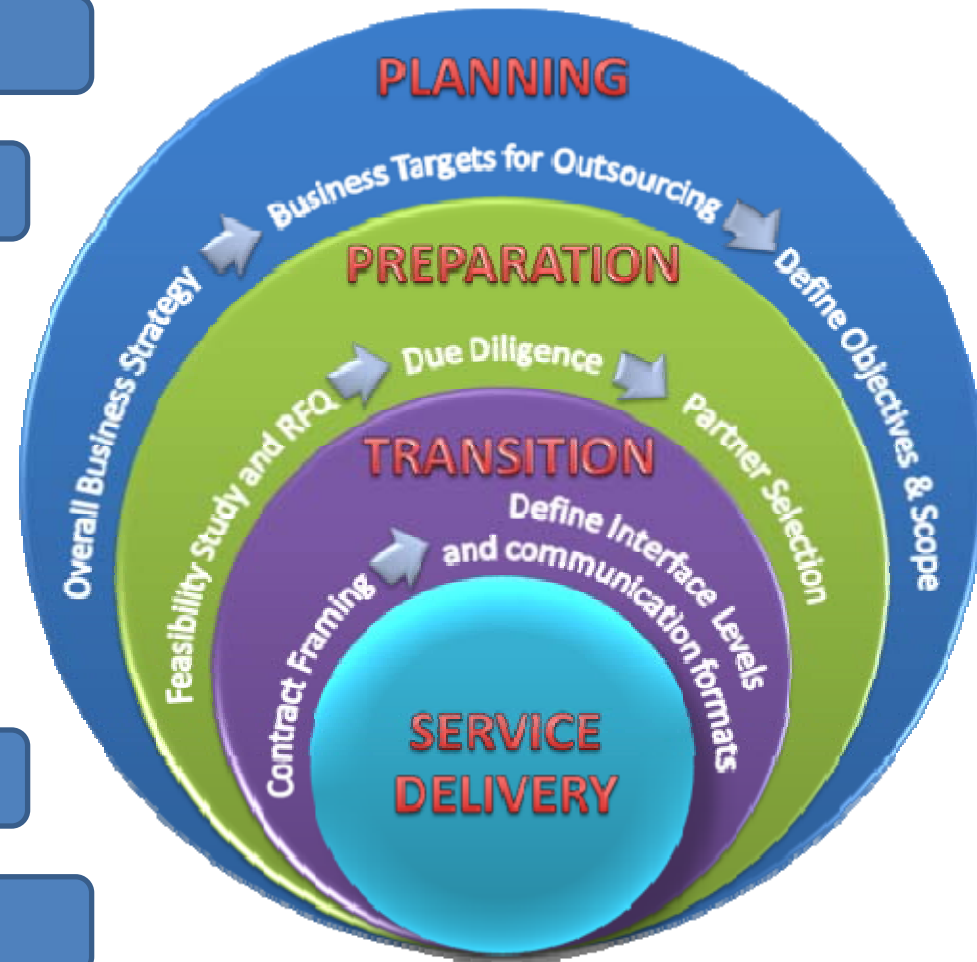 PLANNING
Overall Business Strategy
Business Targets for Outsourcing
Define Objectives & Scope
PREPARATION
Feasibility Study and RFQ
Due Diligence
Partner Selection
TRANSITION
Contract Framing
Define Interface Levels
and communication formats
SERVICE
DELIVERY